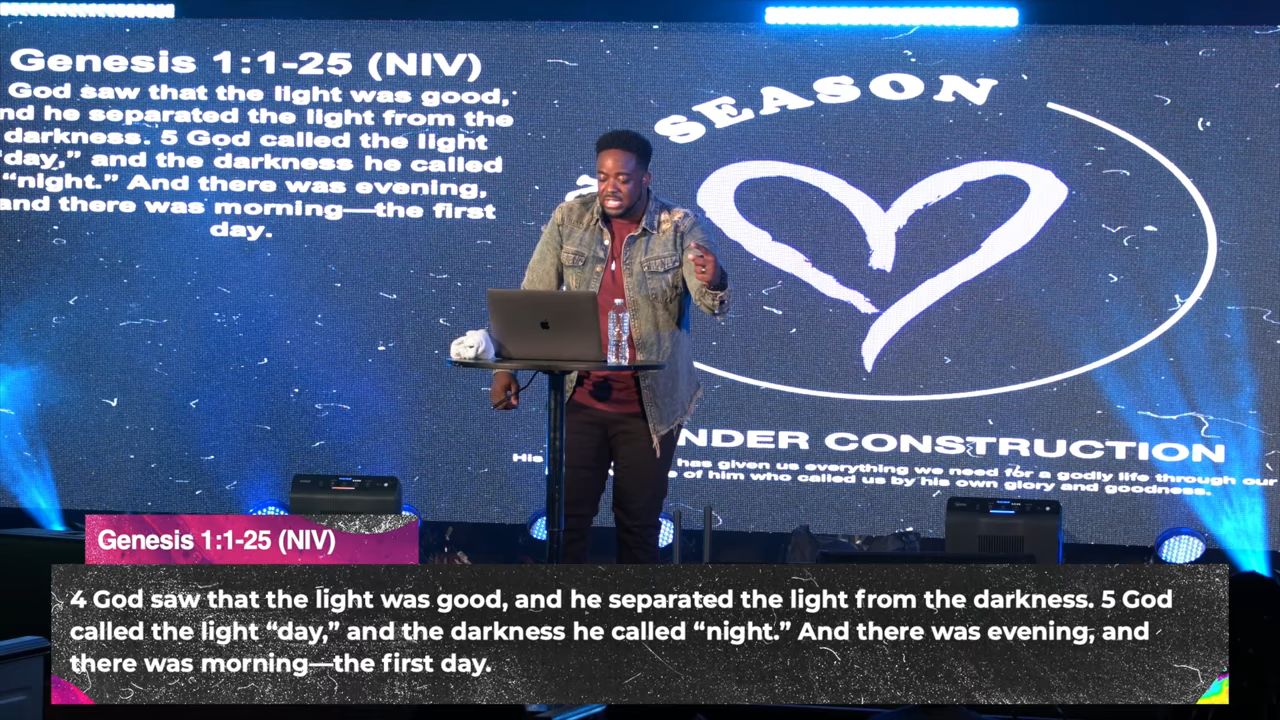 Genesis 1:1-25 (NIV)
God saw that the light was good,
nd he separated the light from the
darkness. 5 God called the light
"day,” and the darkness he called
“night.” And there was evening,
and there was morning—the first
day.
SEASON
NDER CONSTRUCTION
His has given us everything we need for a godly life through our
e of him who called us by his own glory and goodness.
Genesis 1:1-25 (NIV)
4 God saw that the light was good, and he separated the light from the darkness. 5 God
called the light “day,” and the darkness he called “night.” And there was evening, and
there was morning—the first day.